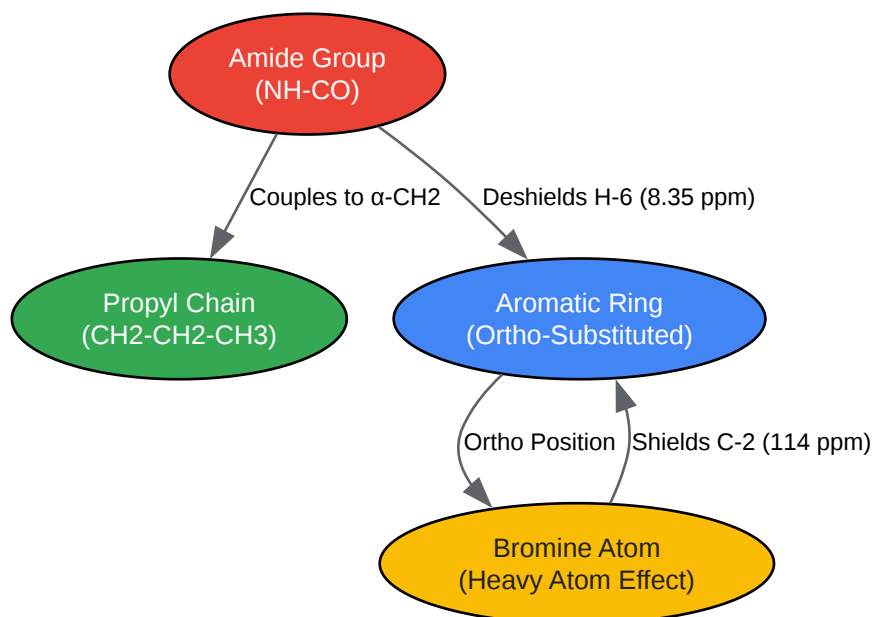 Amide Group
(NH-CO)
Couples to α-CH2
Deshields H-6 (8.35 ppm)
Propyl Chain
(CH2-CH2-CH3)
Aromatic Ring
(Ortho-Substituted)
Ortho Position
Shields C-2 (114 ppm)
Bromine Atom
(Heavy Atom Effect)